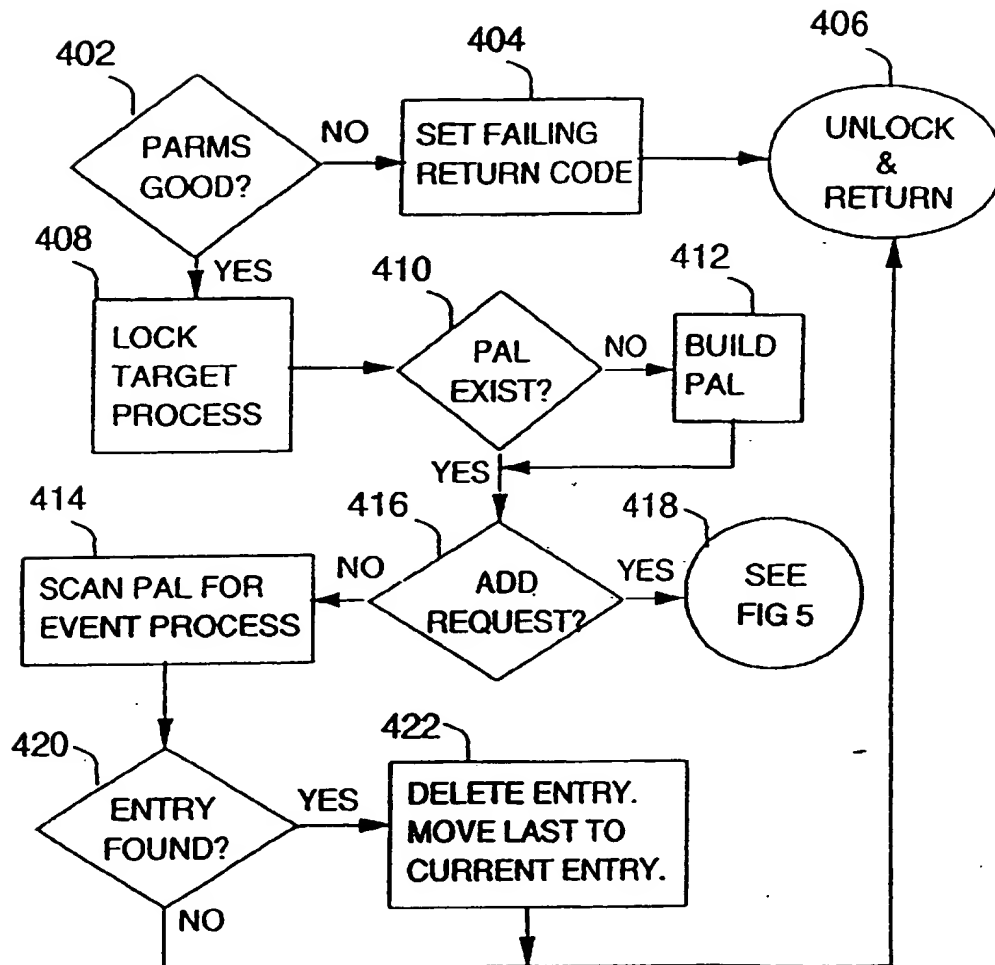 402
404
406
PARMS
GOOD?
NO
SET FAILING
RETURN CODE
UNLOCK
&
RETURN
408
YES
410
412
LOCK
TARGET
PROCESS
PAL
EXIST?
NO
BUILD
PAL
YES
414
416
418
SCAN PAL FOR
EVENT PROCESS
NO
ADD
REQUEST?
YES
SEE
FIG 5
420
422
ENTRY
FOUND?
YES
DELETE ENTRY.
MOVE LAST TO
CURRENT ENTRY.
NO